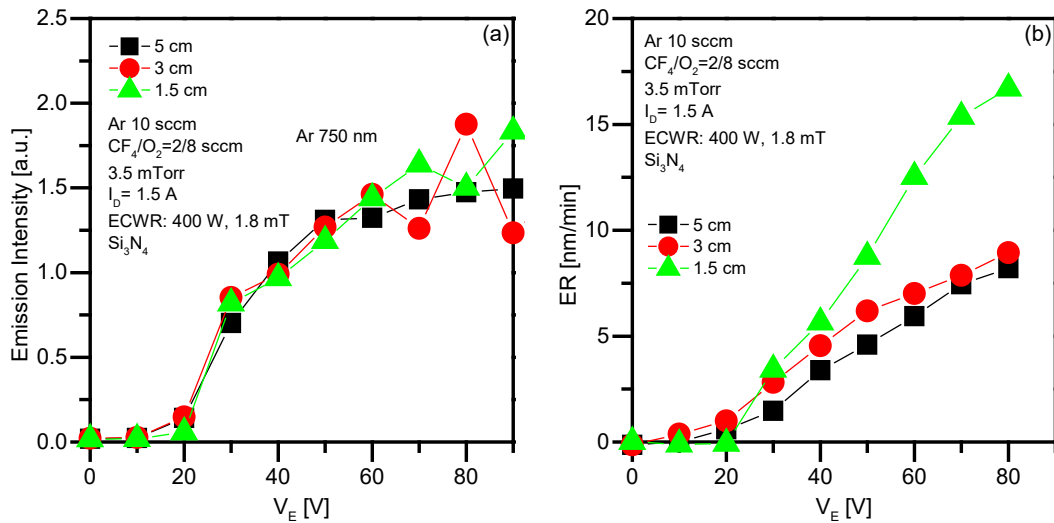 (a)
5 cm
3 cm
1.5 cm
Ar 10 sccm
CF₄/O₂=2/8 sccm
3.5 mTorr
I_D= 1.5 A
ECWR: 400 W, 1.8 mT
Si₃N₄
Ar 750 nm
Emission Intensity [a.u.]
2.5
2.0
1.5
1.0
0.5
0.0
0 20 40 60 80
V_E [V]
(b)
Ar 10 sccm
CF₄/O₂=2/8 sccm
3.5 mTorr
I_D= 1.5 A
ECWR: 400 W, 1.8 mT
Si₃N₄
5 cm
3 cm
1.5 cm
ER [nm/min]
20
15
10
5
0
0 20 40 60 80
V_E [V]